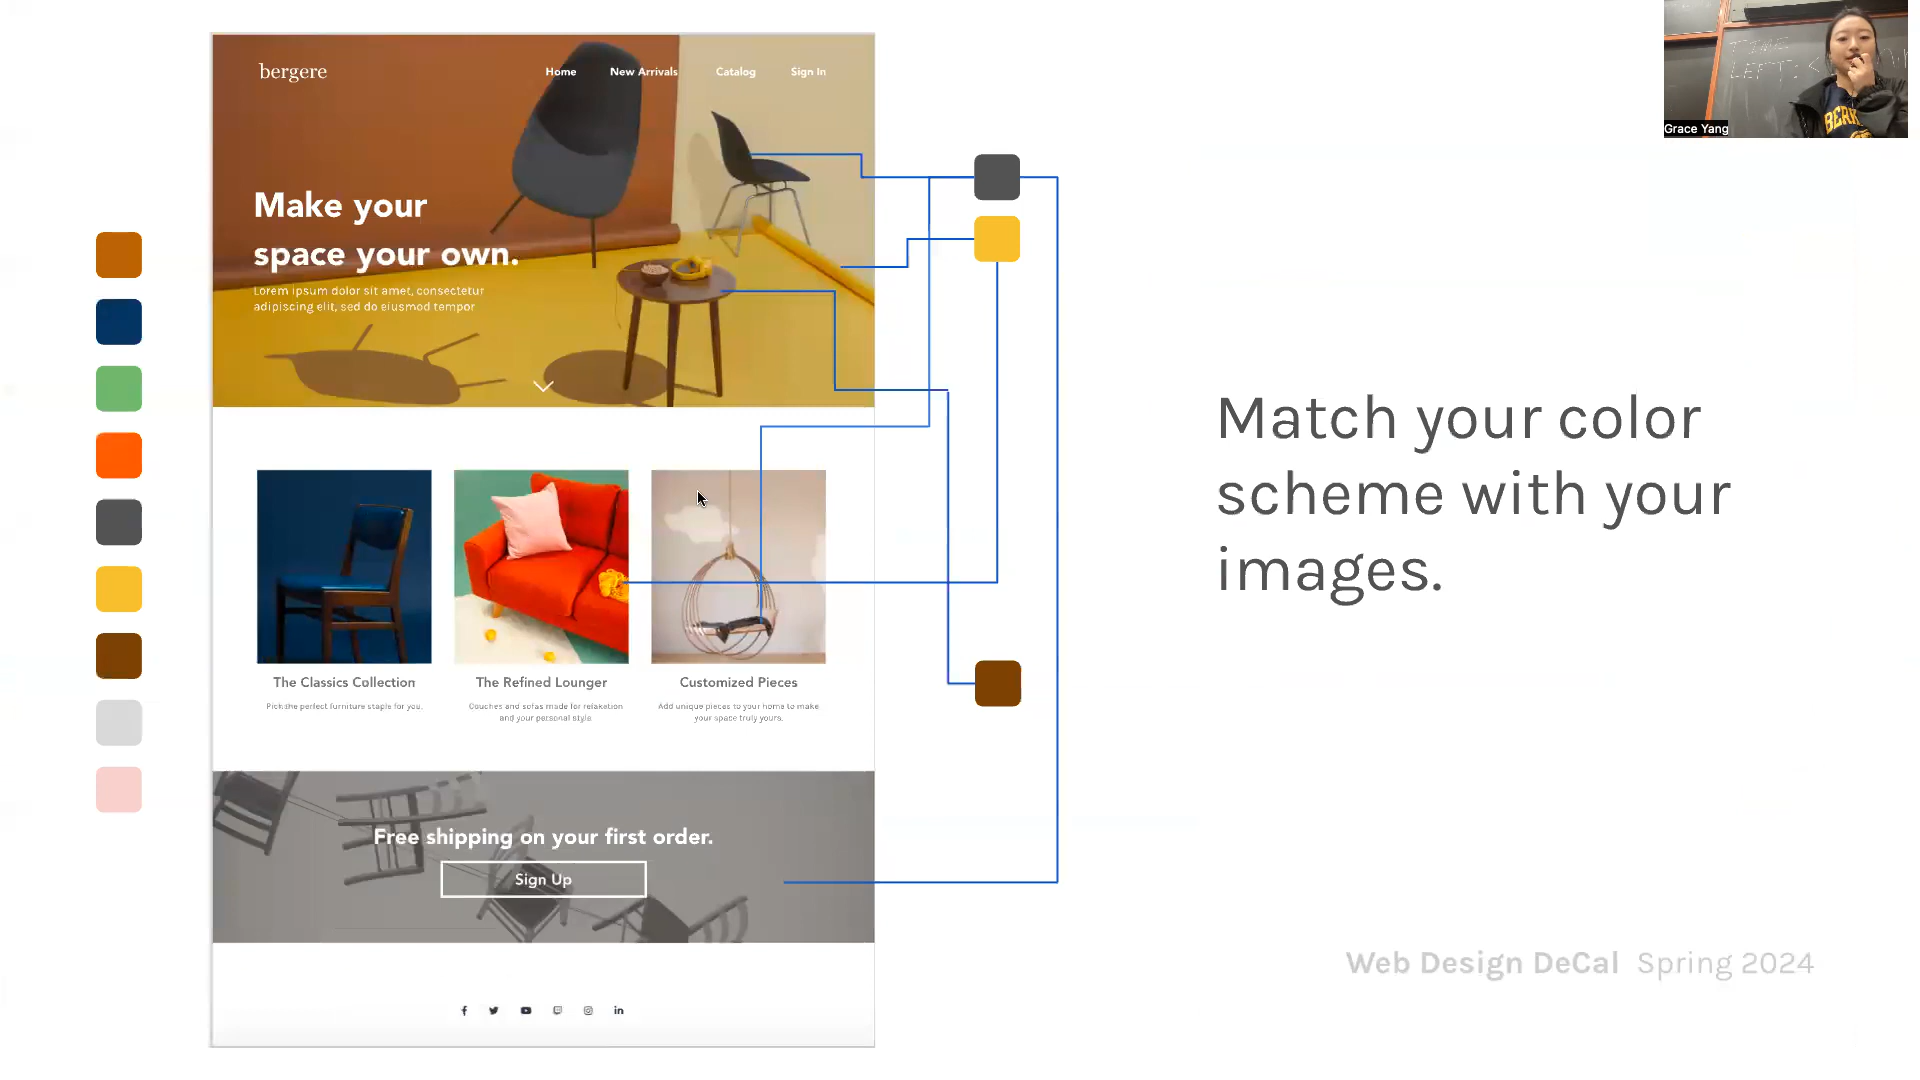 bergere
Home
New Arrivals
Catalog
Sign In
Make your
space your own.
Lorem ipsum dolor sit amet, consectetur
adipiscing elit, sed do eiusmod tempor
The Classics Collection
The Refined Lounger
Customized Pieces
Pick the perfect furniture staple for you.
Couches and sofas made for relaxation
and your personal style.
Add unique pieces to your home to make
your space truly yours.
Free shipping on your first order.
Sign Up
Match your color
scheme with your
images.
Web Design DeCal Spring 2024
TIME
LEFT: <
BERK
Grace Yang